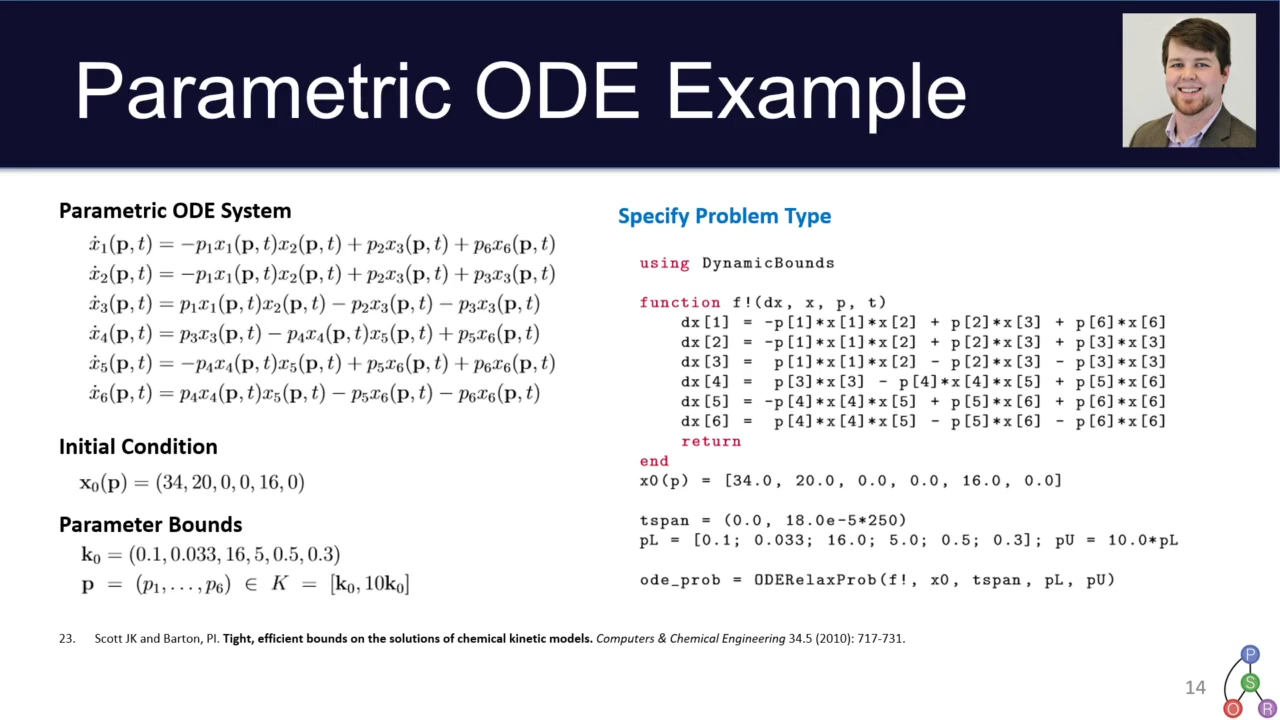 Parametric ODE Example
Parametric ODE System
ẋ₁(𝐩, t) = −p₁x₁(𝐩, t)x₂(𝐩, t) + p₂x₃(𝐩, t) + p₆x₆(𝐩, t)
ẋ₂(𝐩, t) = −p₁x₁(𝐩, t)x₂(𝐩, t) + p₂x₃(𝐩, t) + p₃x₃(𝐩, t)
ẋ₃(𝐩, t) = p₁x₁(𝐩, t)x₂(𝐩, t) − p₂x₃(𝐩, t) − p₃x₃(𝐩, t)
ẋ₄(𝐩, t) = p₃x₃(𝐩, t) − p₄x₄(𝐩, t)x₅(𝐩, t) + p₅x₆(𝐩, t)
ẋ₅(𝐩, t) = −p₄x₄(𝐩, t)x₅(𝐩, t) + p₅x₆(𝐩, t) + p₆x₆(𝐩, t)
ẋ₆(𝐩, t) = p₄x₄(𝐩, t)x₅(𝐩, t) − p₅x₆(𝐩, t) − p₆x₆(𝐩, t)
Initial Condition
𝐱₀(𝐩) = (34, 20, 0, 0, 16, 0)
Parameter Bounds
𝐤₀ = (0.1, 0.033, 16, 5, 0.5, 0.3)
𝐩 = (p₁, . . . , p₆) ∈ K = [𝐤₀, 10𝐤₀]
Specify Problem Type
using DynamicBounds
function f!(dx, x, p, t)
dx[1] = -p[1]*x[1]*x[2] + p[2]*x[3] + p[6]*x[6]
dx[2] = -p[1]*x[1]*x[2] + p[2]*x[3] + p[3]*x[3]
dx[3] = p[1]*x[1]*x[2] - p[2]*x[3] - p[3]*x[3]
dx[4] = p[3]*x[3] - p[4]*x[4]*x[5] + p[5]*x[6]
dx[5] = -p[4]*x[4]*x[5] + p[5]*x[6] + p[6]*x[6]
dx[6] = p[4]*x[4]*x[5] - p[5]*x[6] - p[6]*x[6]
return
end
x0(p) = [34.0, 20.0, 0.0, 0.0, 16.0, 0.0]
tspan = (0.0, 18.0e-5*250)
pL = [0.1; 0.033; 16.0; 5.0; 0.5; 0.3]; pU = 10.0*pL
ode_prob = ODERelaxProb(f!, x0, tspan, pL, pU)
23. Scott JK and Barton, PI. Tight, efficient bounds on the solutions of chemical kinetic models. Computers & Chemical Engineering 34.5 (2010): 717-731.
14
P
S
O R